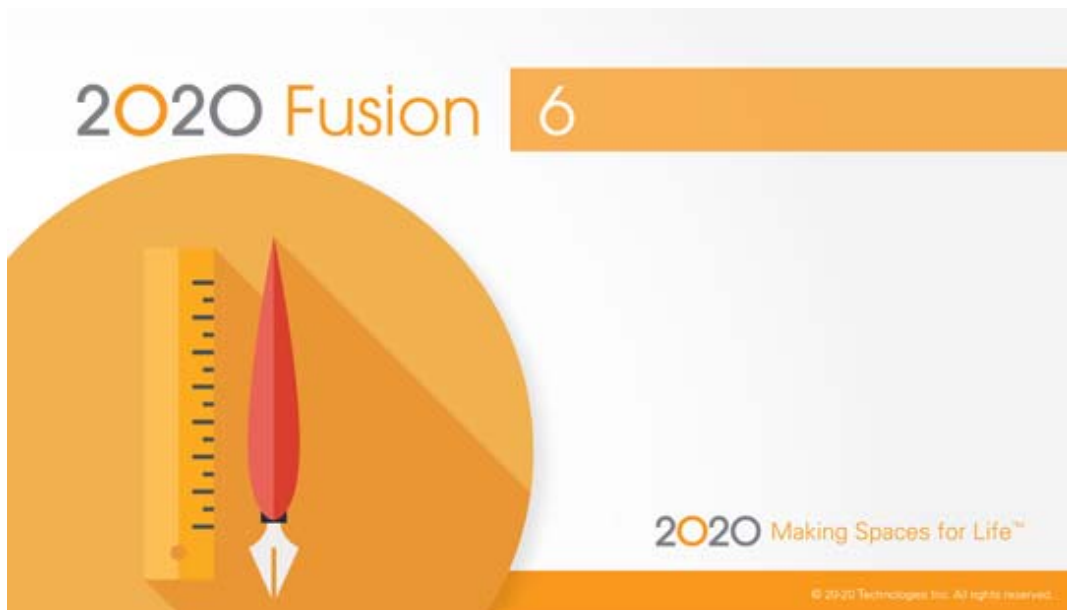 2020 Fusion 6
2020 Making Spaces for Life™
© 20-20 Technologies Inc. All rights reserved.